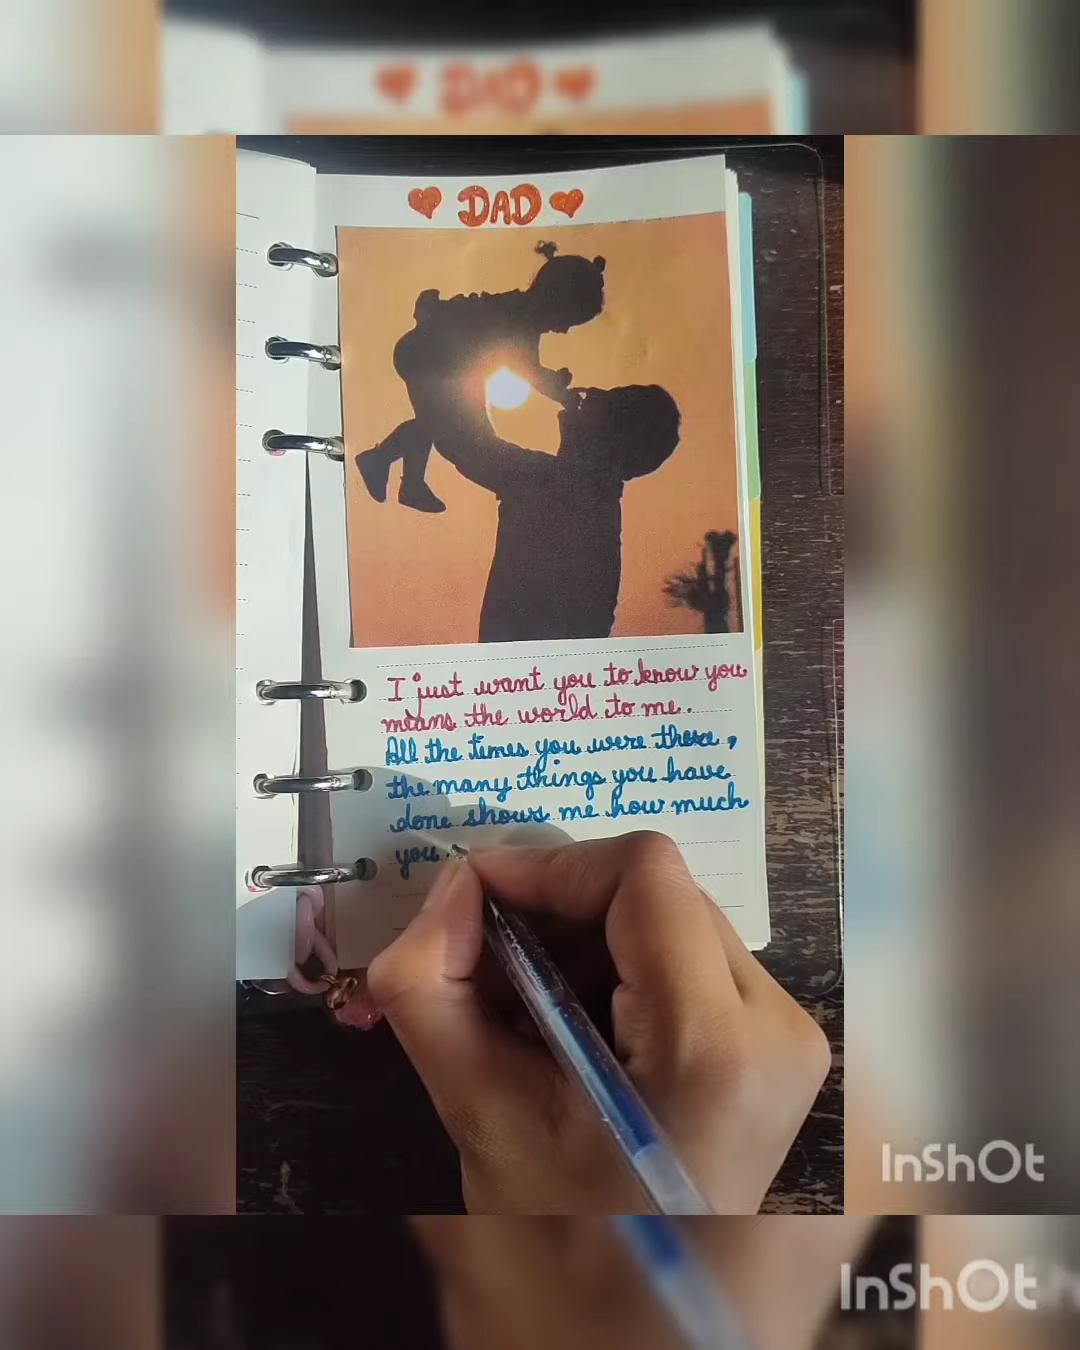 DAD
DAD
I just want you to know you
means the world to me.
All the times you were there,
the many things you have
done shows me how much
you
InShOt
InShOt